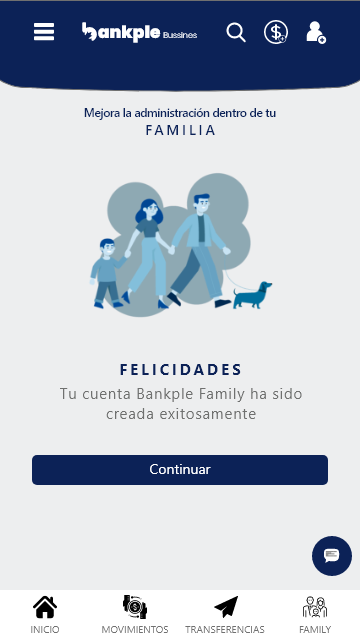 bankple Bussines
Mejora la administración dentro de tu
FAMILIA
FELICIDADES
Tu cuenta Bankple Family ha sido
creada exitosamente
Continuar
INICIO
MOVIMIENTOS
TRANSFERENCIAS
FAMILY